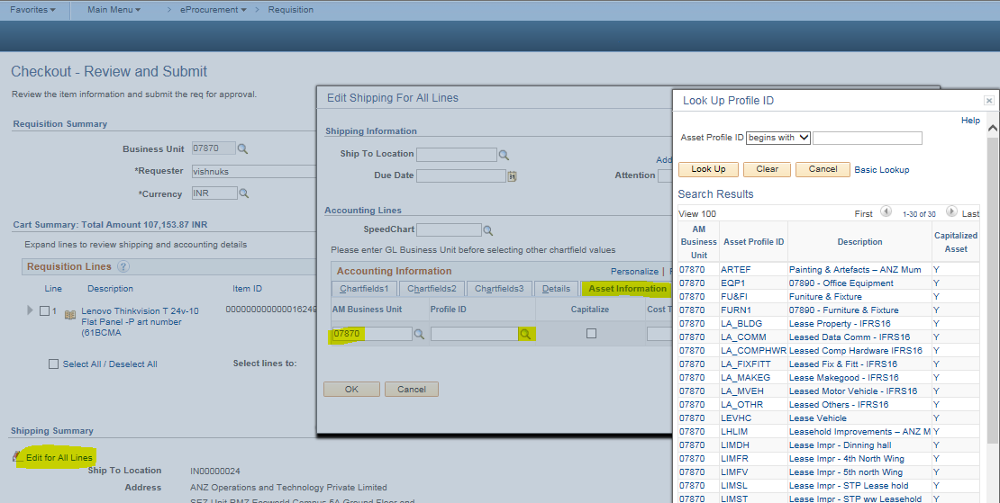 Favorites Main Menu > eProcurement > Requisition
Checkout - Review and Submit
Review the item information and submit the req for approval.
Requisition Summary
Business Unit 07870
*Requester vishnuks
*Currency INR
Cart Summary: Total Amount 107,153.87 INR
Expand lines to review shipping and accounting details
Requisition Lines ?
Line Description Item ID
1 Lenovo Thinkvision T 24v-10
Flat Panel -P art number
(61BCMA
00000000000001624
Select All / Deselect All Select lines to:
Shipping Summary
Edit for All Lines
Ship To Location IN00000024
Address ANZ Operations and Technology Private Limited
Edit Shipping For All Lines
Shipping Information
Ship To Location
Add
Due Date 31 Attention
Accounting Lines
SpeedChart
Please enter GL Business Unit before selecting other chartfield values
Accounting Information Personalize |
Chartfields1 Chartfields2 Chartfields3 Details Asset Information
AM Business Unit Profile ID Capitalize Cost T
07870
OK Cancel
Look Up Profile ID
×
Help
Asset Profile ID begins with
Look Up Clear Cancel Basic Lookup
Search Results
View 100 First 1-30 of 30 Last
AM
Business
Unit
Asset Profile ID Description Capitalized
Asset
07870 ARTEF Painting & Artefacts – ANZ Mum Y
07870 EQP1 07890 - Office Equipment Y
07870 FU&FI Funiture & Fixture Y
07870 FURN1 07890 - Furniture & Fixture Y
07870 LA_BLDG Lease Property - IFRS16 Y
07870 LA_COMM Leased Data Comm - IFRS16 Y
07870 LA_COMPHWR Leased Comp Hardware IFRS16 Y
07870 LA_FIXFITT Leased Fix & Fitt - IFRS16 Y
07870 LA_MAKEG Lease Makegood - IFRS16 Y
07870 LA_MVEH Leased Motor Vehicle - IFRS16 Y
07870 LA_OTHR Leased Others - IFRS16 Y
07870 LEVHC Lease Vehicle Y
07870 LHLIM Leasehold Improvements – ANZ M Y
07870 LIMDH Lease Impr - Dinning hall Y
07870 LIMFR Lease Impr - 4th North Wing Y
07870 LIMFV Lease Impr - 5th north Wing Y
07870 LIMSL Lease Impr - STP Lease hold Y
07870 LIMST Lease Impr - STP ww Leasehold Y